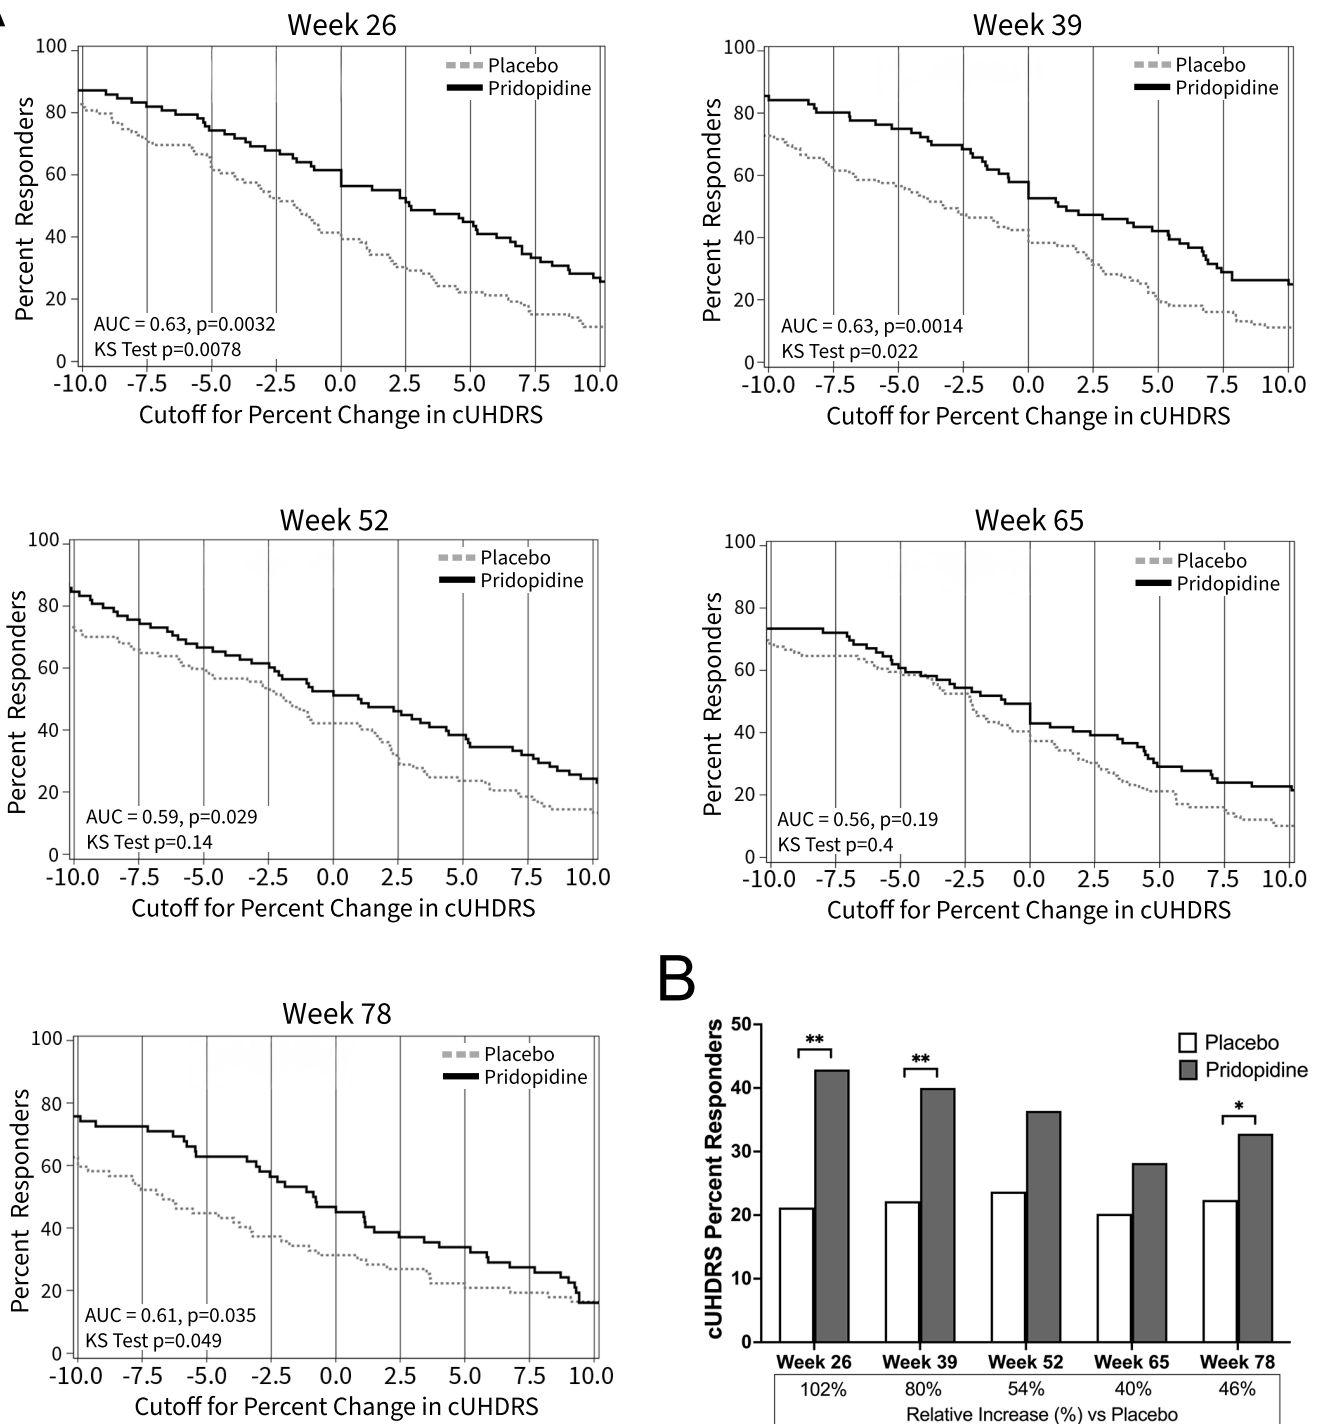 Week 26
Percent Responders
100
80
60
40
20
0
Placebo
Pridopidine
AUC = 0.63, p=0.0032
KS Test p=0.0078
-10.0 -7.5 -5.0 -2.5 0.0 2.5 5.0 7.5 10.0
Cutoff for Percent Change in cUHDRS
Week 39
Percent Responders
100
80
60
40
20
0
Placebo
Pridopidine
AUC = 0.63, p=0.0014
KS Test p=0.022
-10.0 -7.5 -5.0 -2.5 0.0 2.5 5.0 7.5 10.0
Cutoff for Percent Change in cUHDRS
Week 52
Percent Responders
100
80
60
40
20
0
Placebo
Pridopidine
AUC = 0.59, p=0.029
KS Test p=0.14
-10.0 -7.5 -5.0 -2.5 0.0 2.5 5.0 7.5 10.0
Cutoff for Percent Change in cUHDRS
Week 65
Percent Responders
100
80
60
40
20
0
Placebo
Pridopidine
AUC = 0.56, p=0.19
KS Test p=0.4
-10.0 -7.5 -5.0 -2.5 0.0 2.5 5.0 7.5 10.0
Cutoff for Percent Change in cUHDRS
Week 78
Percent Responders
100
80
60
40
20
0
Placebo
Pridopidine
AUC = 0.61, p=0.035
KS Test p=0.049
-10.0 -7.5 -5.0 -2.5 0.0 2.5 5.0 7.5 10.0
Cutoff for Percent Change in cUHDRS
B
cUHDRS Percent Responders
50
40
30
20
10
0
** ** *
Placebo
Pridopidine
Week 26 Week 39 Week 52 Week 65 Week 78
102% 80% 54% 40% 46%
Relative Increase (%) vs Placebo